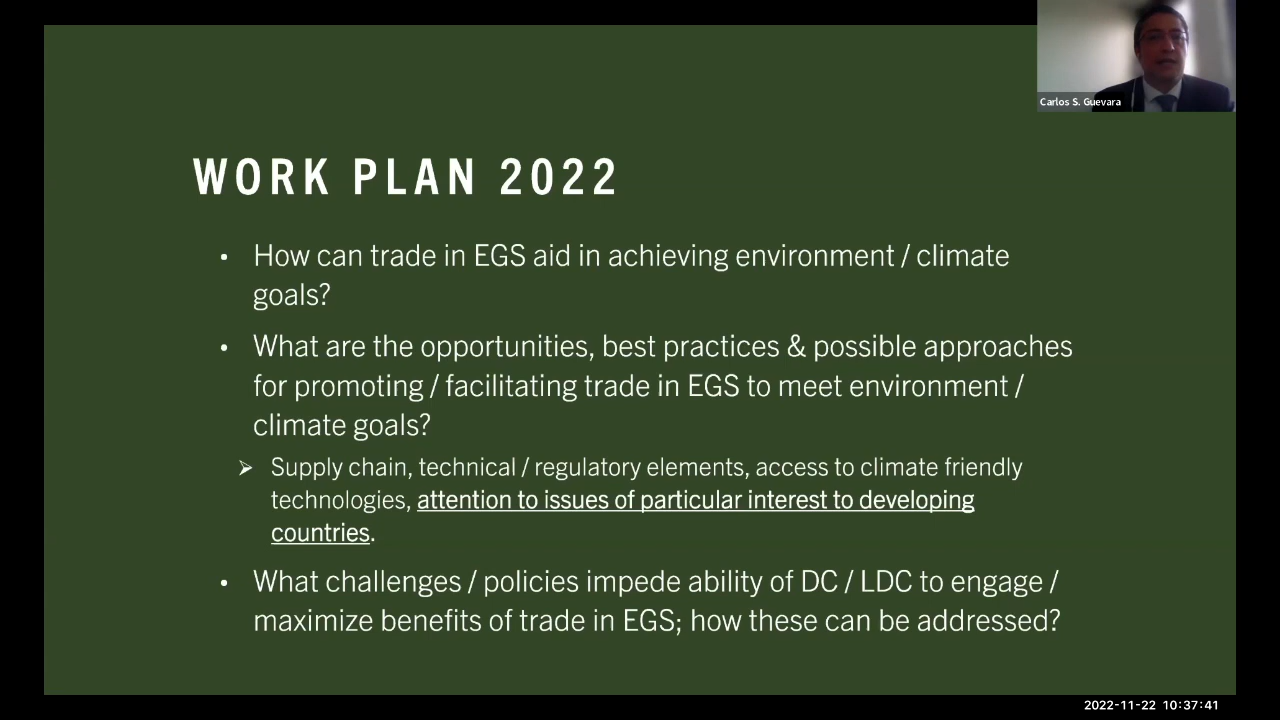 Carlos S. Guevara
WORK PLAN 2022
• How can trade in EGS aid in achieving environment / climate
goals?
• What are the opportunities, best practices & possible approaches
for promoting / facilitating trade in EGS to meet environment /
climate goals?
➢ Supply chain, technical / regulatory elements, access to climate friendly
technologies, attention to issues of particular interest to developing
countries.
• What challenges / policies impede ability of DC / LDC to engage /
maximize benefits of trade in EGS; how these can be addressed?
2022-11-22 10:37:41